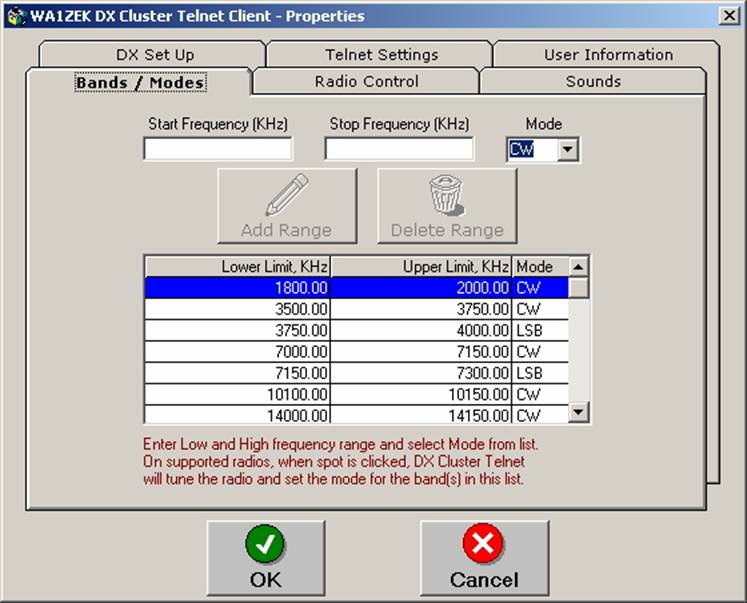 WA1ZEK DX Cluster Telnet Client - Properties
DX Set Up Telnet Settings User Information
Bands / Modes Radio Control Sounds
Start Frequency (KHz) Stop Frequency (KHz) Mode
CW
Add Range Delete Range
Lower Limit, KHz Upper Limit, KHz Mode
1800.00 2000.00 CW
3500.00 3750.00 CW
3750.00 4000.00 LSB
7000.00 7150.00 CW
7150.00 7300.00 LSB
10100.00 10150.00 CW
14000.00 14150.00 CW
Enter Low and High frequency range and select Mode from list.
On supported radios, when spot is clicked, DX Cluster Telnet
will tune the radio and set the mode for the band(s) in this list.
OK Cancel